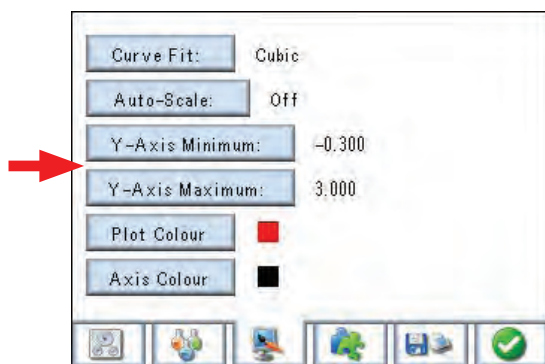 Curve Fit: Cubic
Auto-Scale: Off
Y-Axis Minimum: -0.300
Y-Axis Maximum: 3.000
Plot Colour
Axis Colour